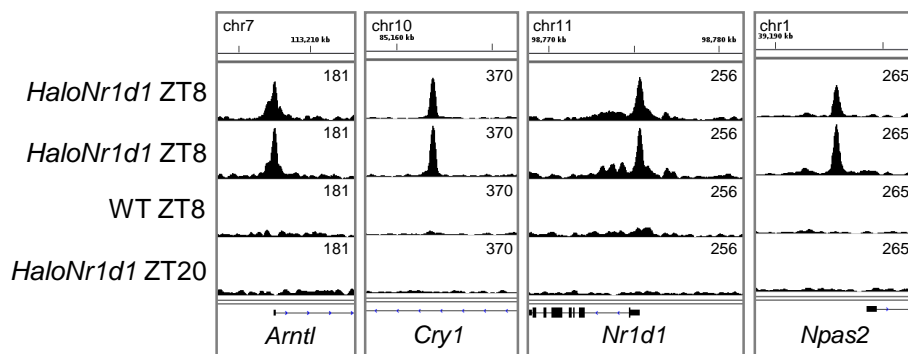 chr7 chr10 chr11 chr1
113,210 kb 85,160 kb 98,770 kb 98,780 kb 39,190 kb
HaloNr1d1 ZT8 181 370 256 265
HaloNr1d1 ZT8 181 370 256 265
WT ZT8 181 370 256 265
HaloNr1d1 ZT20 181 370 256 265
Arntl Cry1 Nr1d1 Npas2